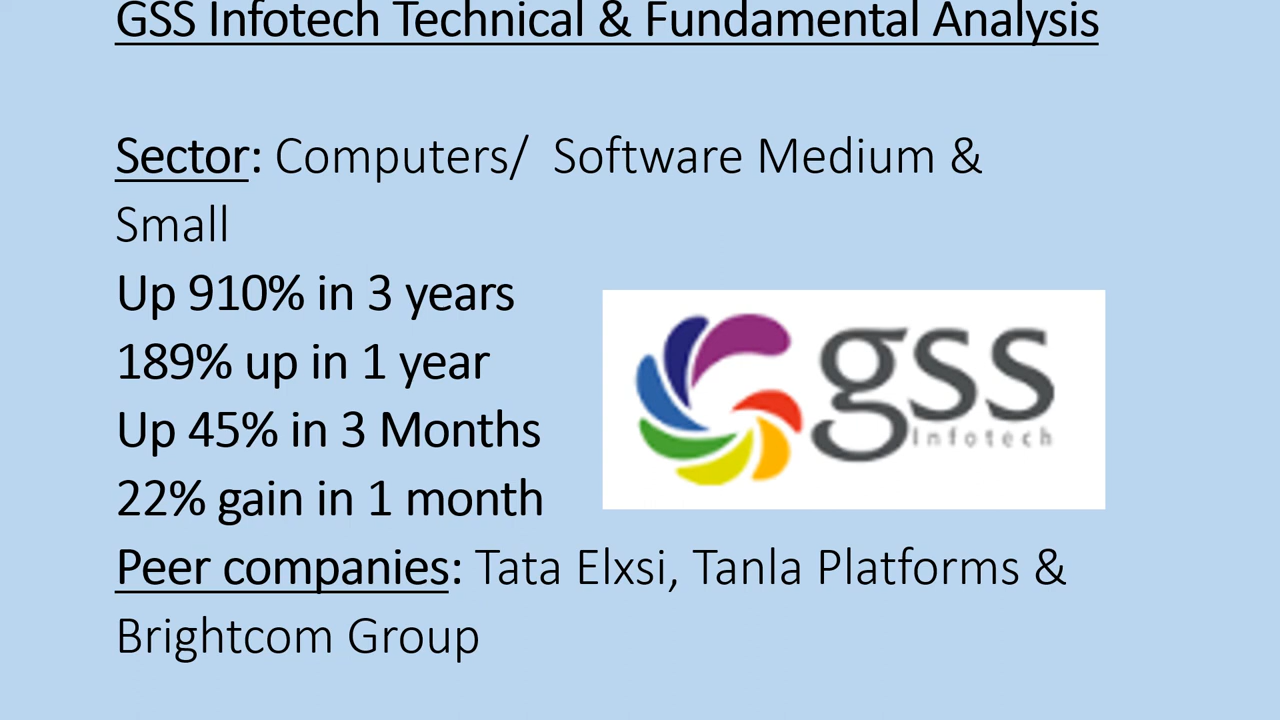 GSS Infotech Technical & Fundamental Analysis
Sector: Computers/  Software Medium &
Small
Up 910% in 3 years
189% up in 1 year
Up 45% in 3 Months
22% gain in 1 month
gss
Infotech
Peer companies: Tata Elxsi, Tanla Platforms &
Brightcom Group